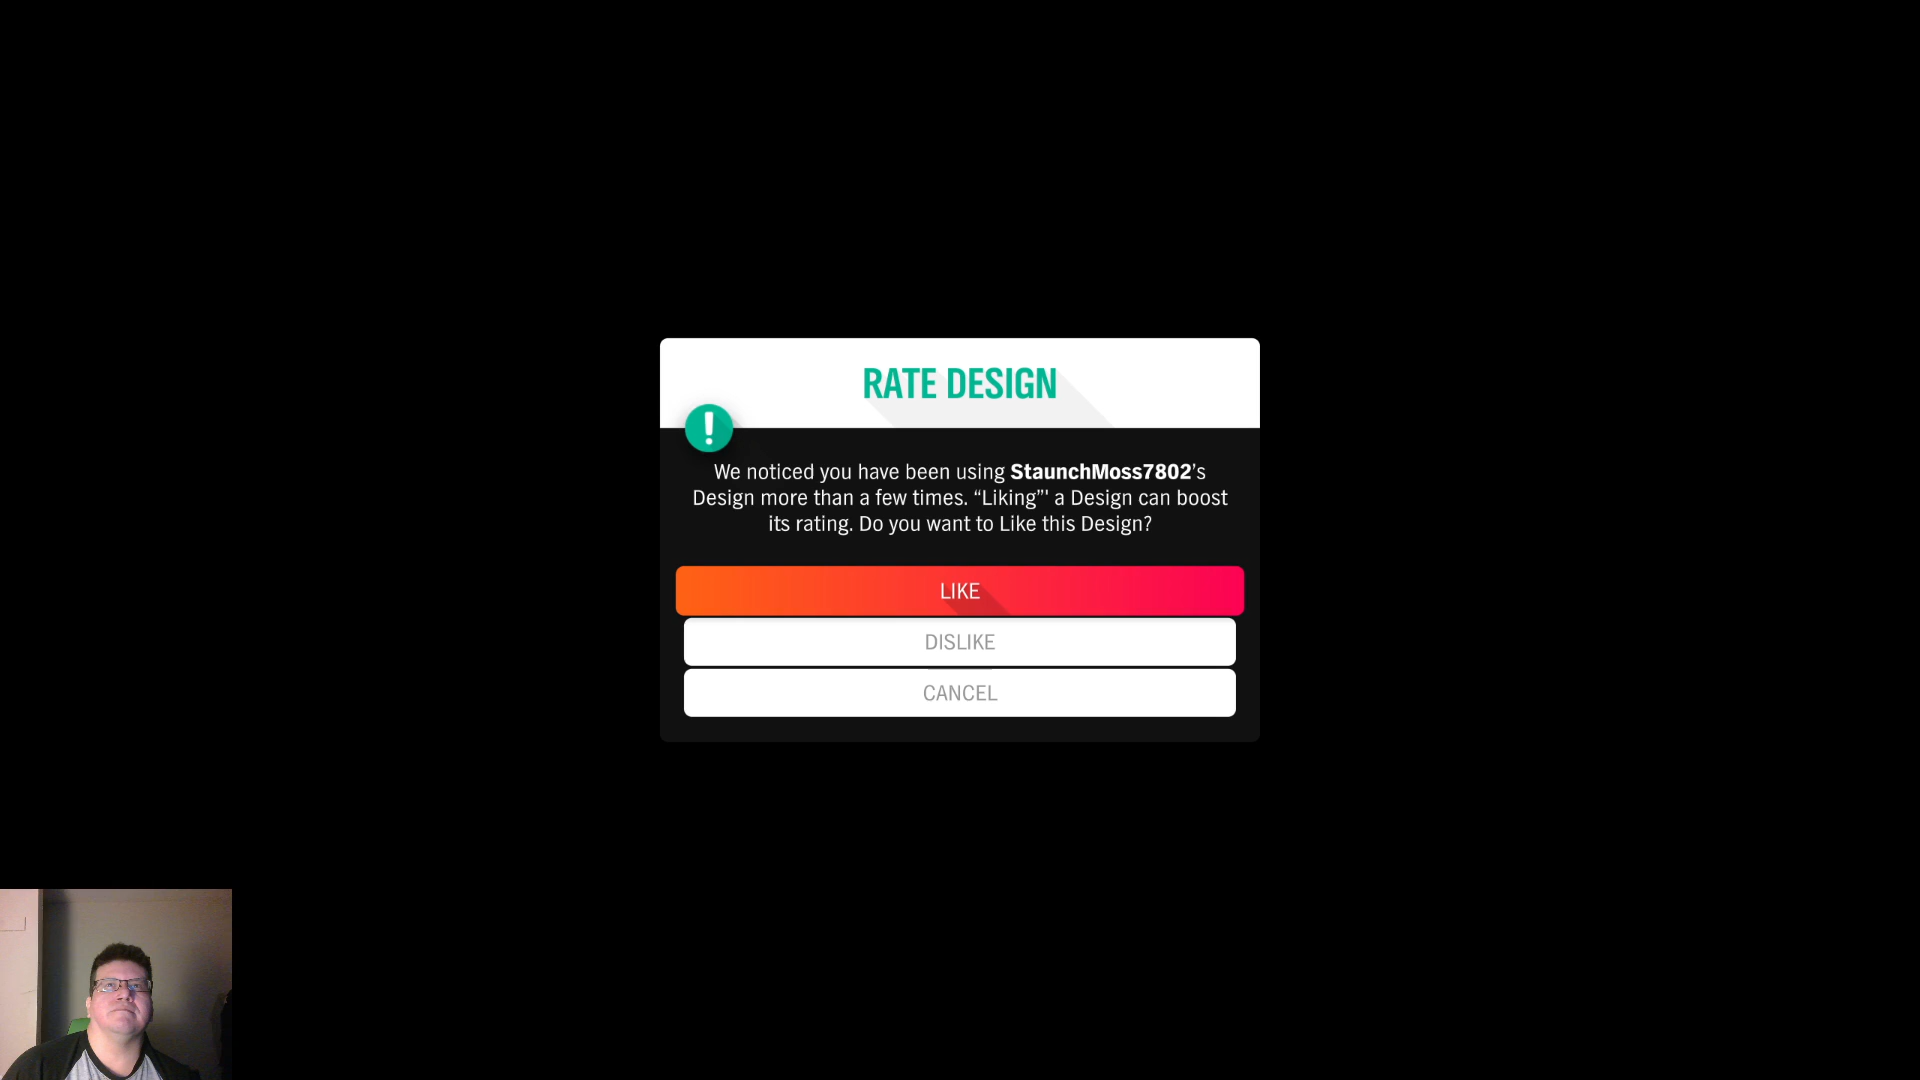 RATE DESIGN
!
We noticed you have been using StaunchMoss7802's
Design more than a few times. “Liking”' a Design can boost
its rating. Do you want to Like this Design?
LIKE
DISLIKE
CANCEL